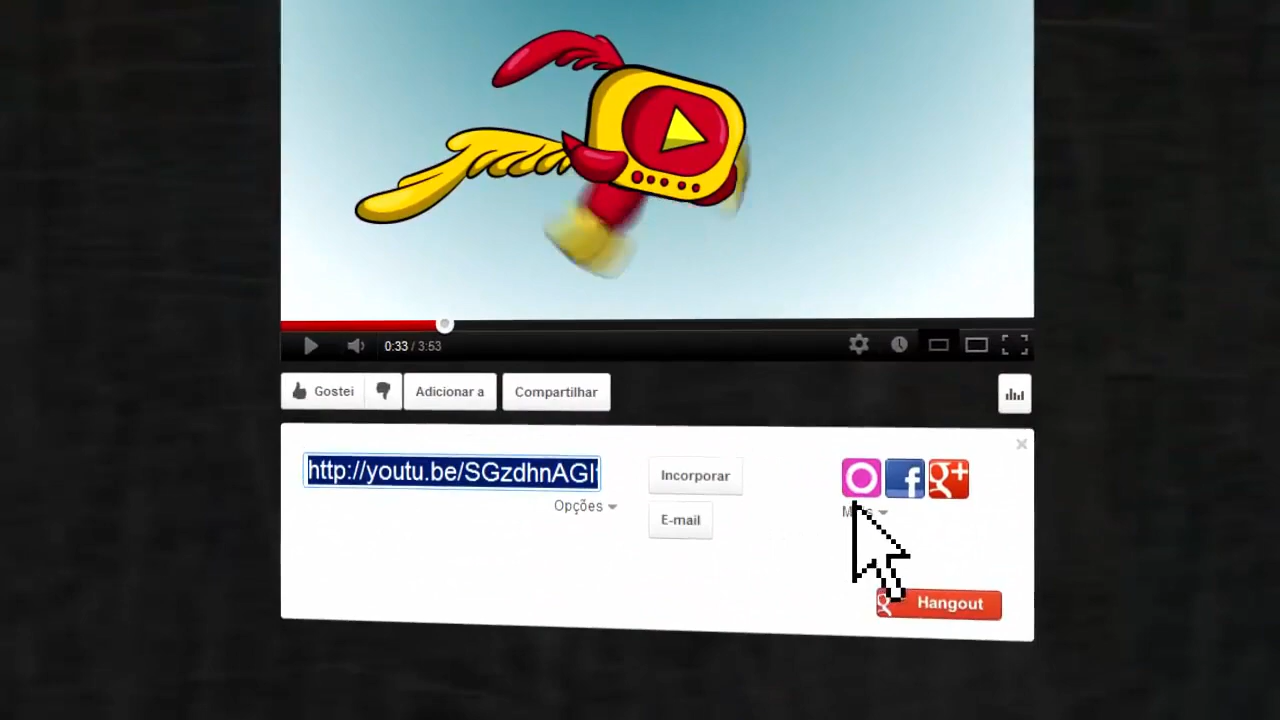 0:33 / 3:53
Gostei
Adicionar a
Compartilhar
http://youtu.be/SGzdhnAGI
Opções
Incorporar
E-mail
f
g+
g
Hangout